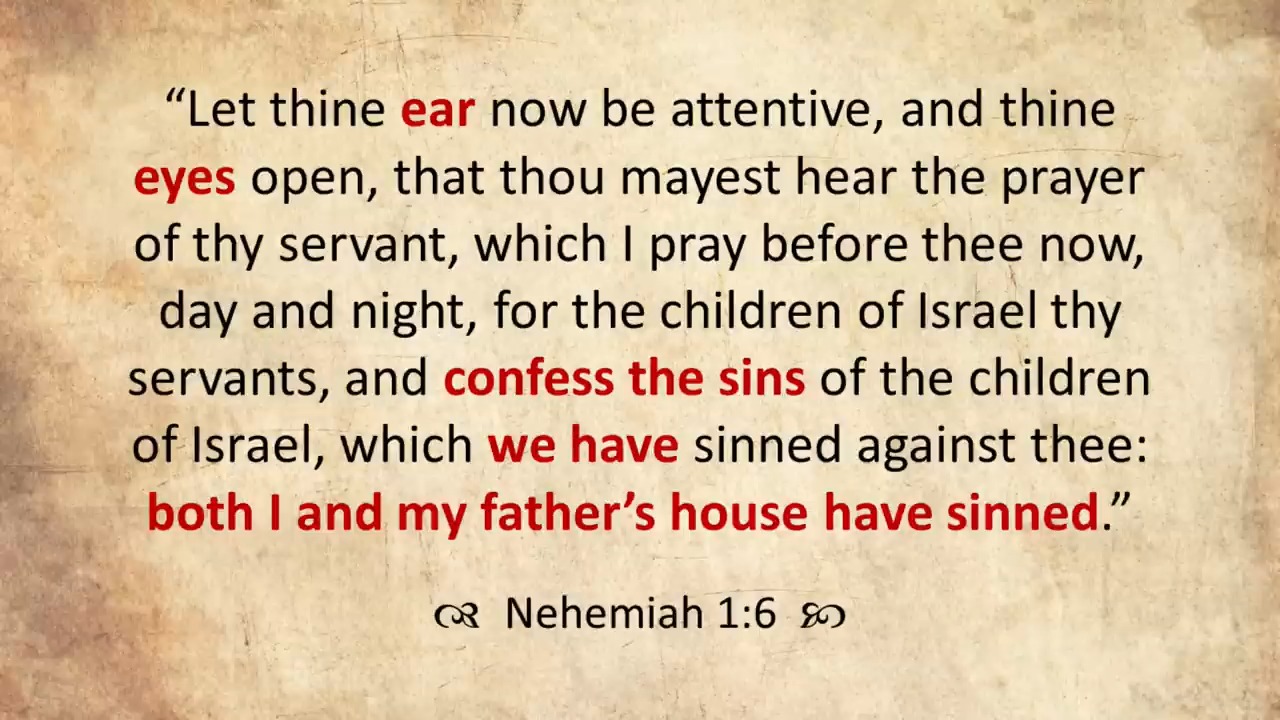 “Let thine ear now be attentive, and thine
eyes open, that thou mayest hear the prayer
of thy servant, which I pray before thee now,
day and night, for the children of Israel thy
servants, and confess the sins of the children
of Israel, which we have sinned against thee:
both I and my father’s house have sinned.”
Nehemiah 1:6